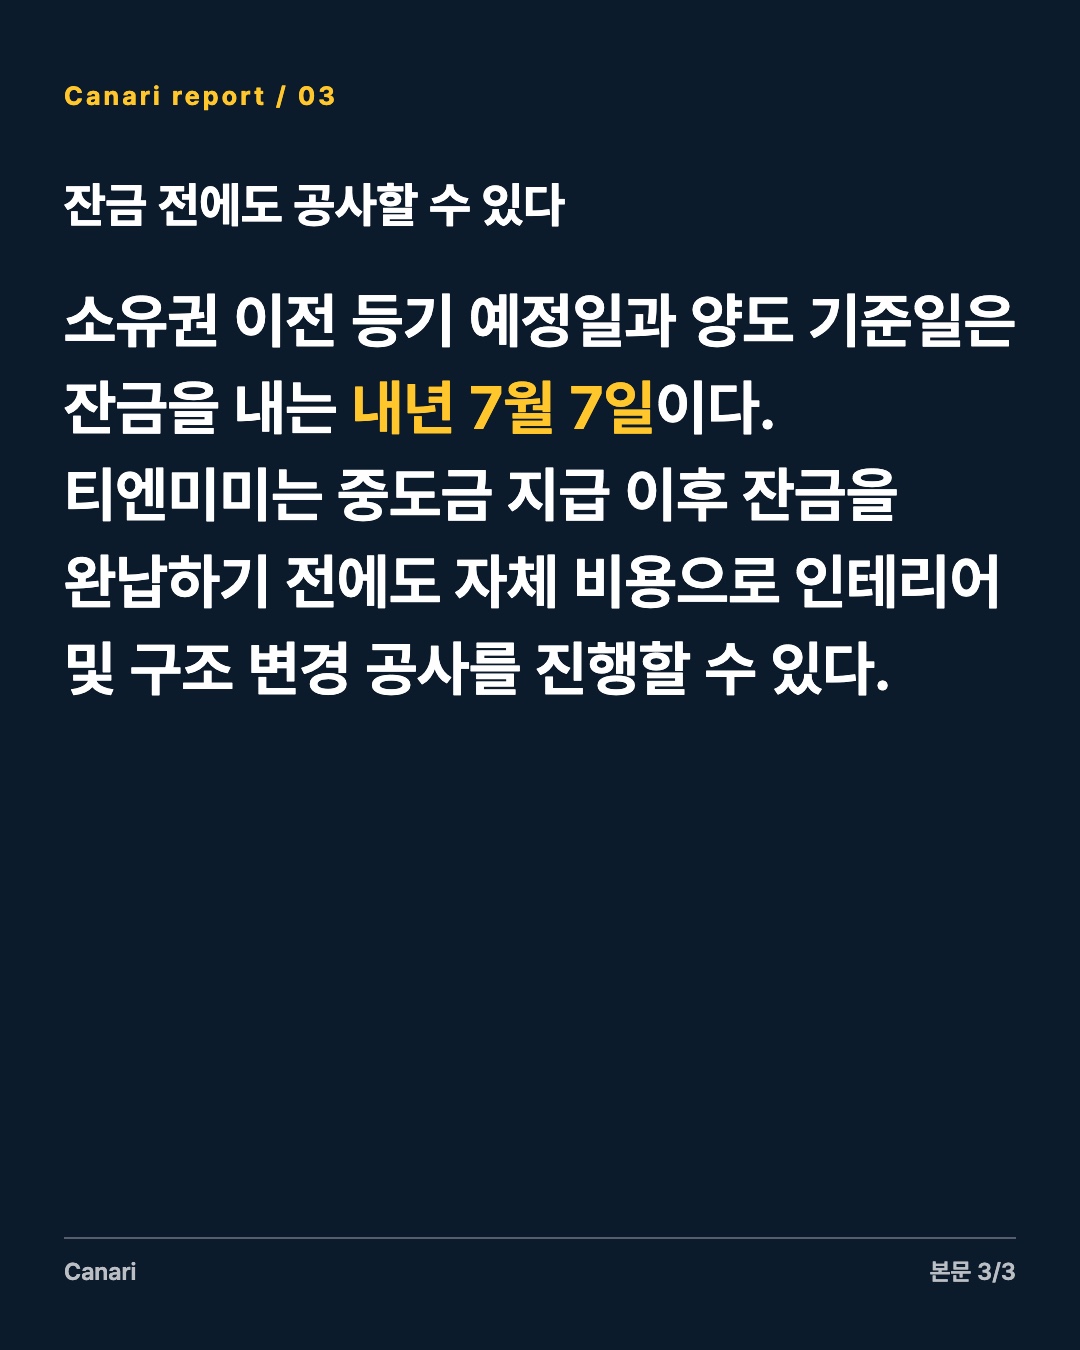 Canari report / 03
잔금 전에도 공사할 수 있다
소유권 이전 등기 예정일과 양도 기준일은
잔금을 내는 내년 7월 7일이다.
티엔미미는 중도금 지급 이후 잔금을
완납하기 전에도 자체 비용으로 인테리어
및 구조 변경 공사를 진행할 수 있다.
Canari
본문 3/3